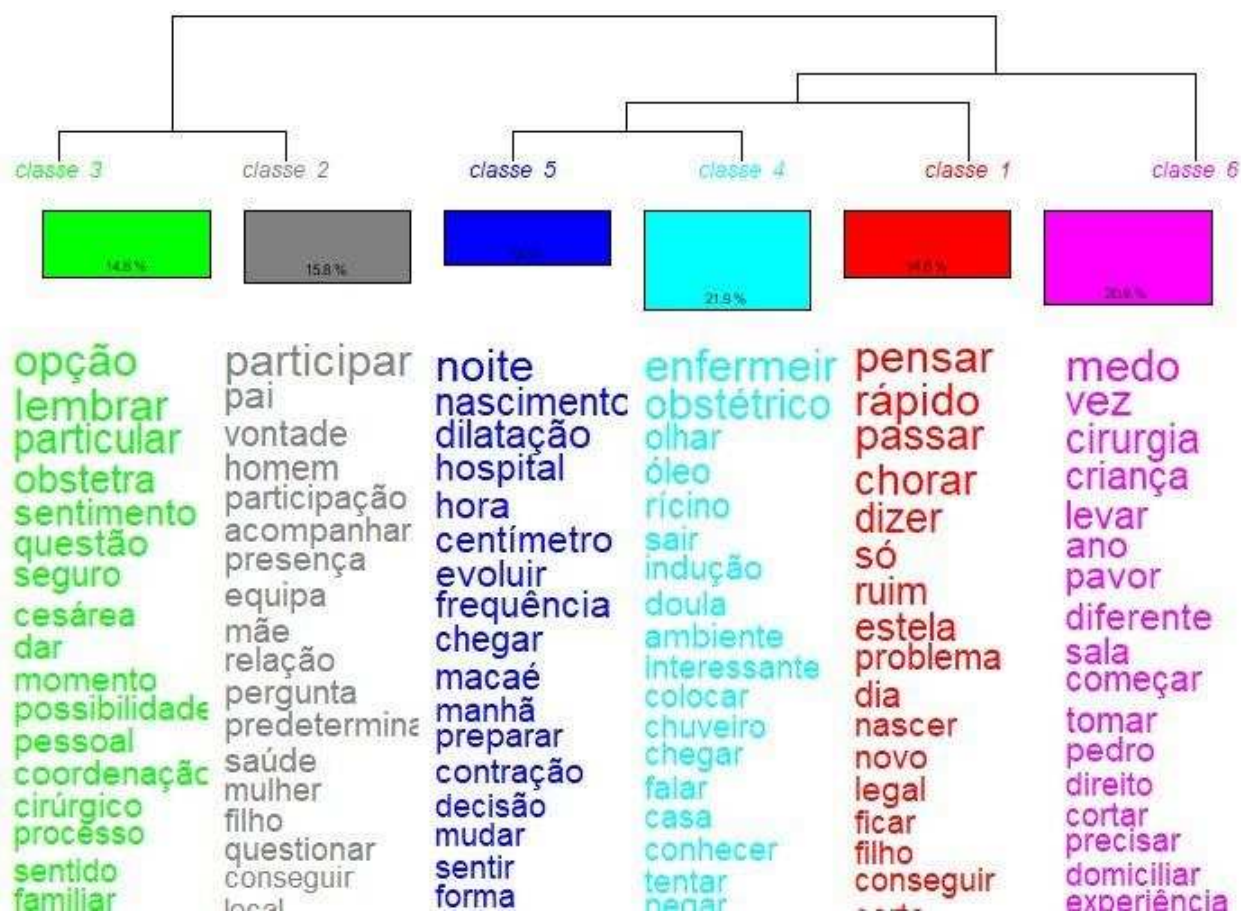 classe 3
classe 2
classe 5
classe 4
classe 1
classe 6
14.8 %
15.8 %
21.9 %
opção
lembrar
particular
obstetra
sentimento
questão
seguro
cesárea
dar
momento
possibilidade
pessoal
coordenação
cirúrgico
processo
sentido
familiar
participar
pai
vontade
homem
participação
acompanhar
presença
equipa
mãe
relação
pergunta
predetermina
saúde
mulher
filho
questionar
conseguir
local
noite
nascimento
dilatação
hospital
hora
centímetro
evoluir
frequência
chegar
macaé
manhã
preparar
contração
decisão
mudar
sentir
forma
enfermeir
obstétrico
olhar
óleo
rícino
sair
indução
doula
ambiente
interessante
colocar
chuveiro
chegar
falar
casa
conhecer
tentar
pegar
pensar
rápido
passar
chorar
dizer
só
ruim
estela
problema
dia
nascer
novo
legal
ficar
filho
conseguir
medo
vez
cirurgia
criança
levar
ano
pavor
diferente
sala
começar
tomar
pedro
direito
cortar
precisar
domiciliar
experiência